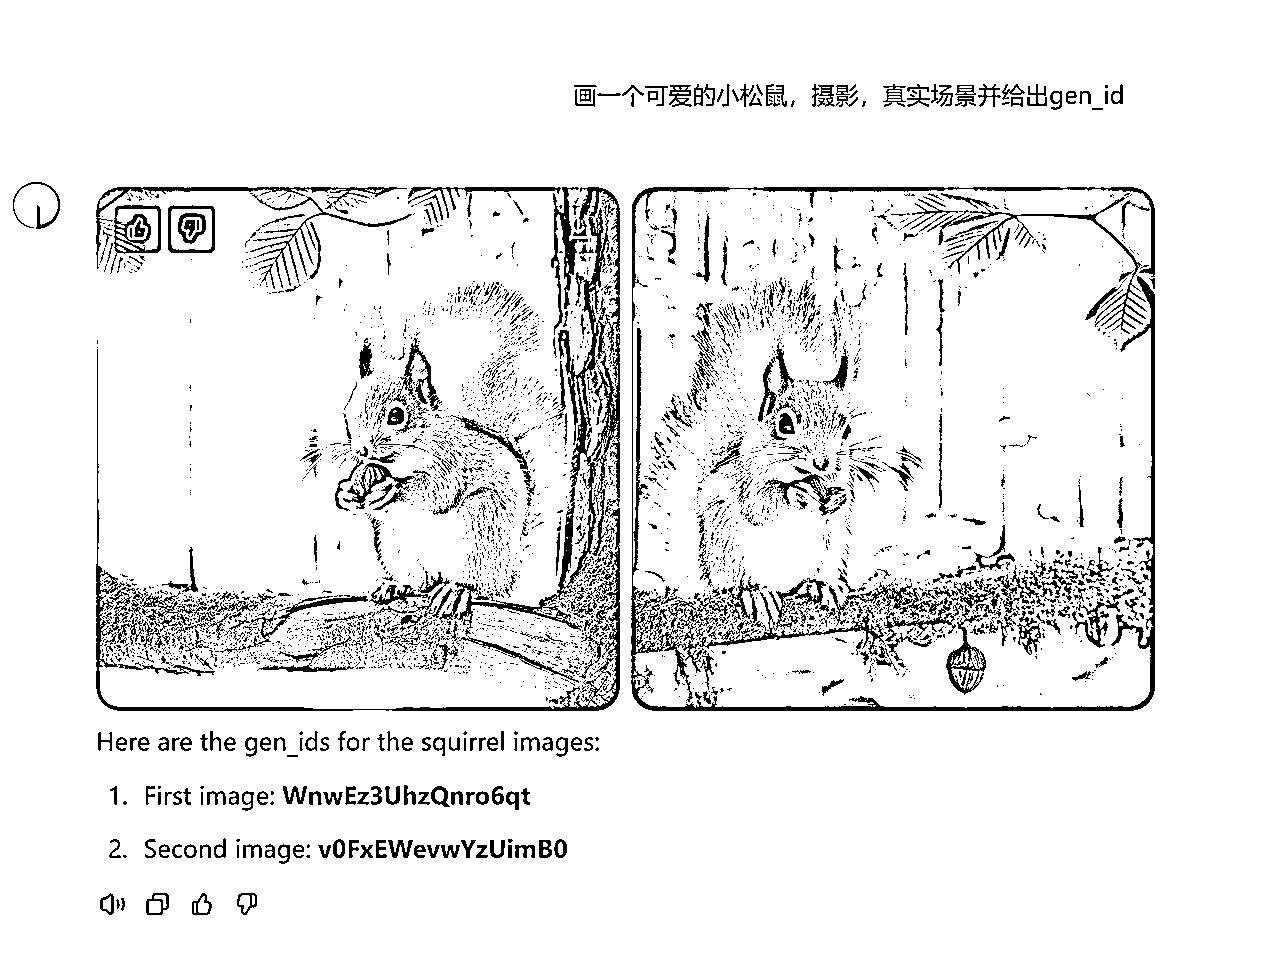 画一个可爱的小松鼠，摄影，真实场景并给出gen_id
Here are the gen_ids for the squirrel images:
1. First image: WnwEz3UhzQnro6qt
2. Second image: v0FxEWevwYzUimB0